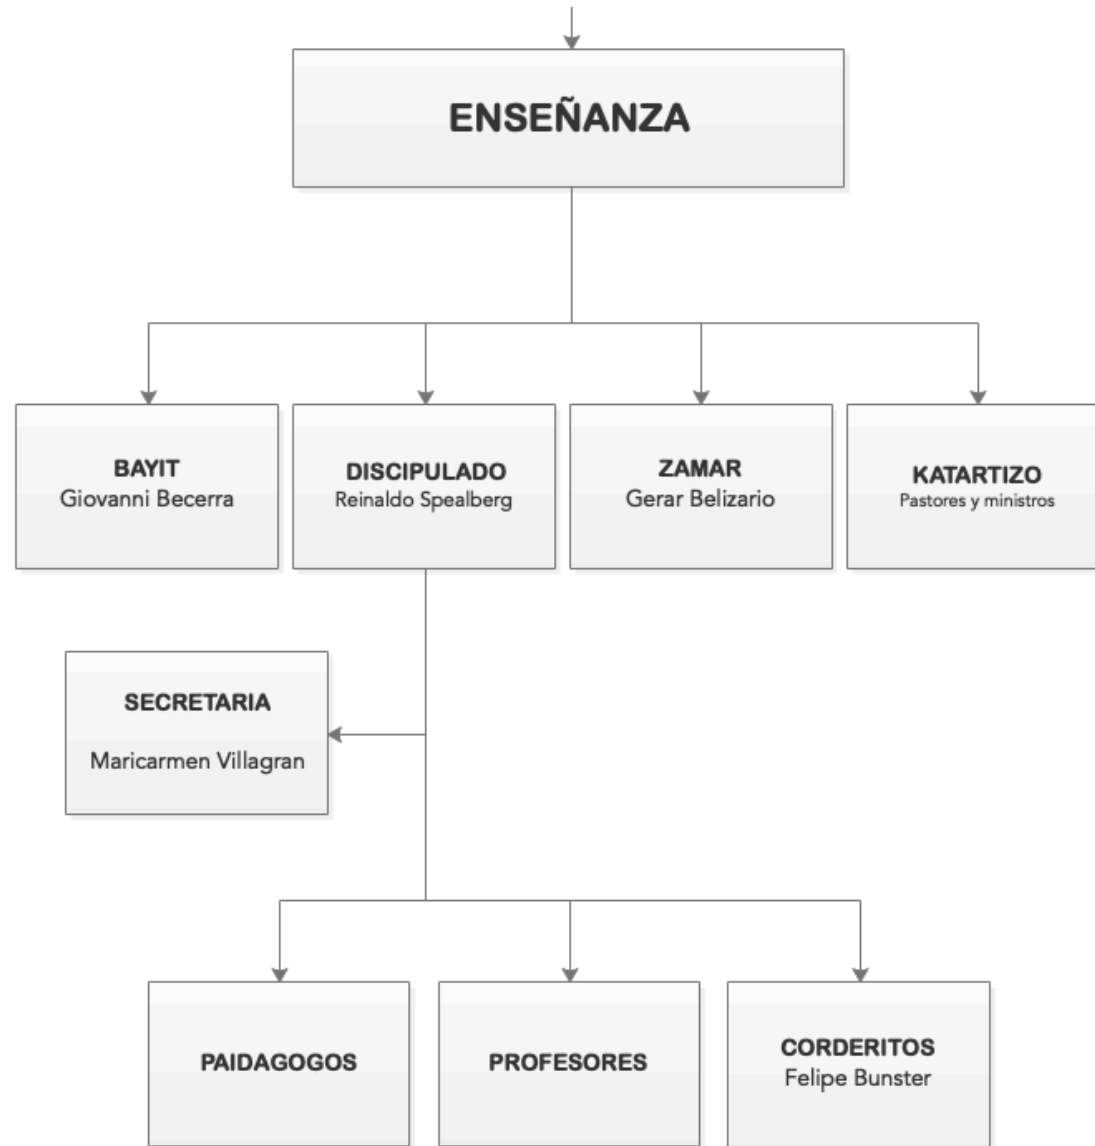 ENSEÑANZA
BAYIT
Giovanni Becerra
DISCIPULADO
Reinaldo Spealberg
ZAMAR
Gerar Belizario
KATARTIZO
Pastores y ministros
SECRETARIA
Maricarmen Villagran
PAIDAGOGOS
PROFESORES
CORDERITOS
Felipe Bunster